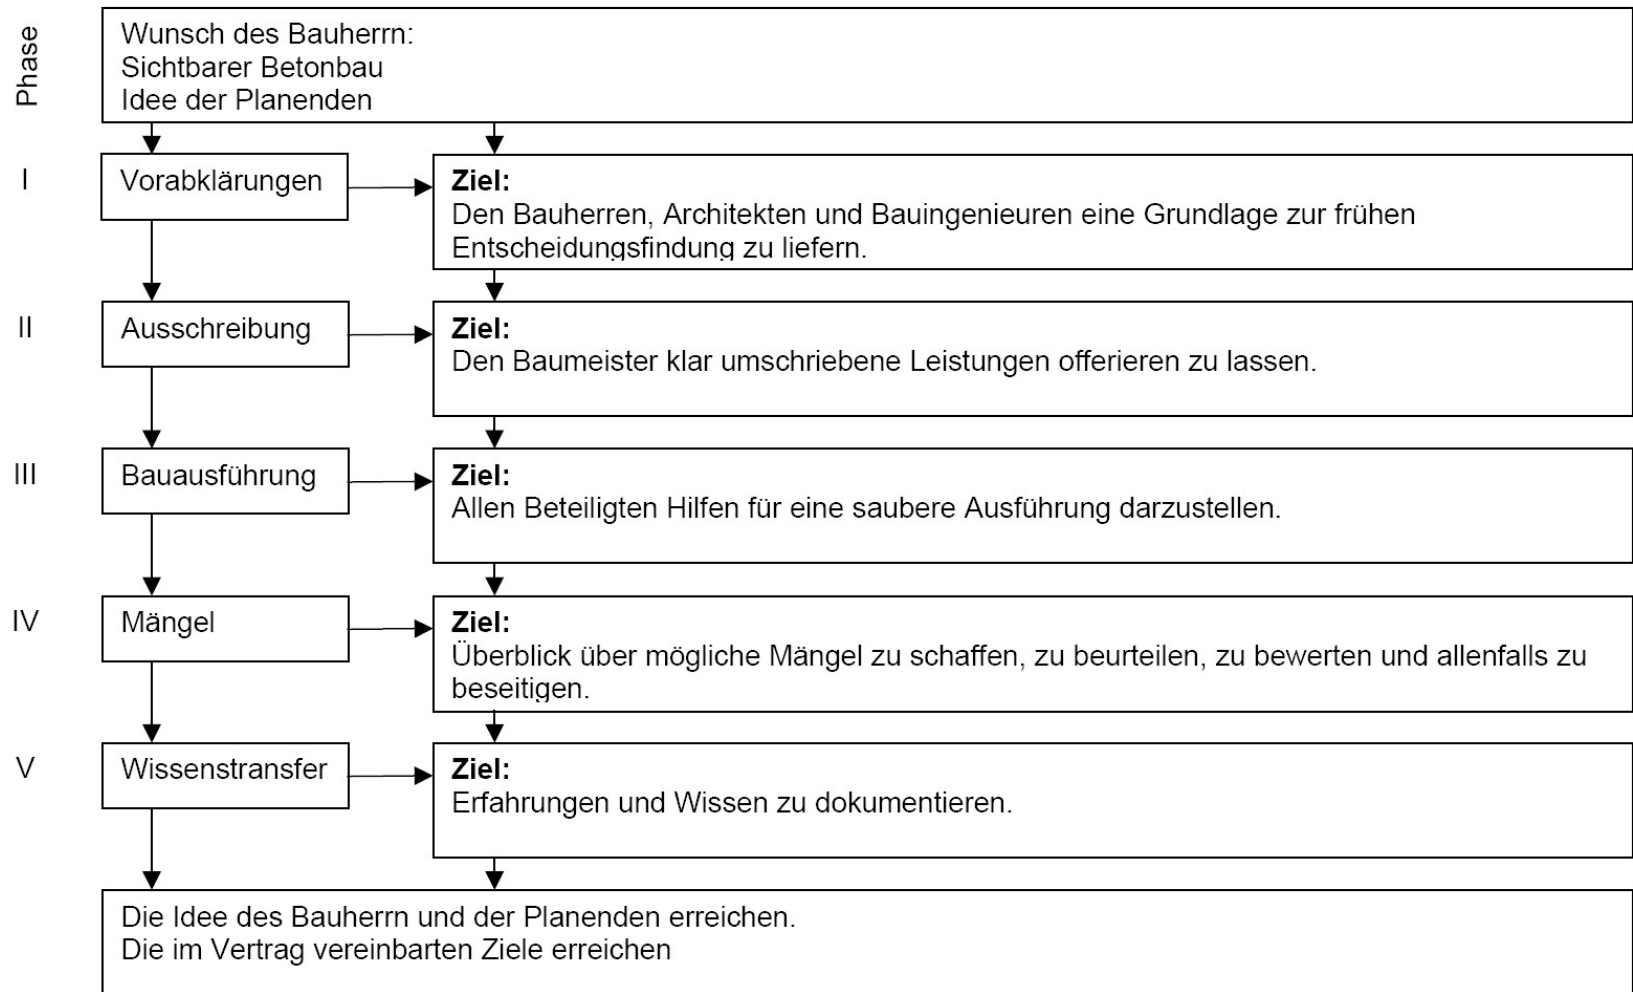 Phase
Wunsch des Bauherrn:
Sichtbarer Betonbau
Idee der Planenden
I
Vorabklärungen
Ziel:
Den Bauherren, Architekten und Bauingenieuren eine Grundlage zur frühen
Entscheidungsfindung zu liefern.
II
Ausschreibung
Ziel:
Den Baumeister klar umschriebene Leistungen offerieren zu lassen.
III
Bauausführung
Ziel:
Allen Beteiligten Hilfen für eine saubere Ausführung darzustellen.
IV
Mängel
Ziel:
Überblick über mögliche Mängel zu schaffen, zu beurteilen, zu bewerten und allenfalls zu
beseitigen.
V
Wissenstransfer
Ziel:
Erfahrungen und Wissen zu dokumentieren.
Die Idee des Bauherrn und der Planenden erreichen.
Die im Vertrag vereinbarten Ziele erreichen